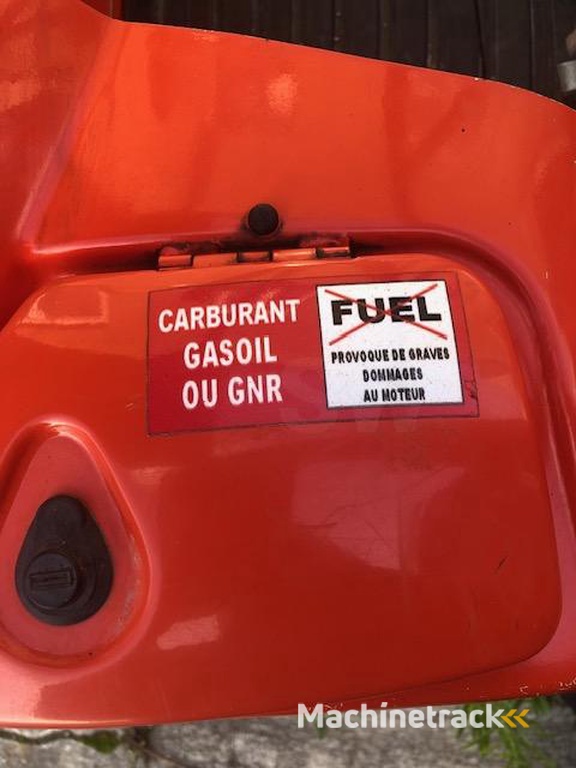 CARBURANT
GASOIL
OU GNR
FUEL
PROVOQUE DE GRAVES
DOMMAGES
AU MOTEUR
Machinetrack